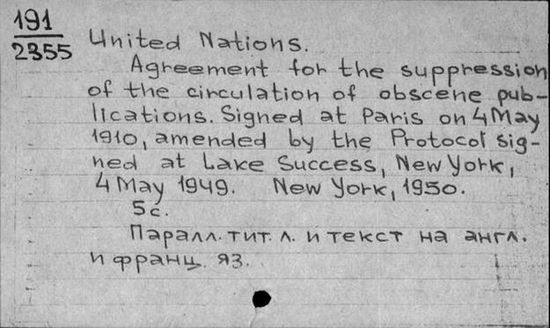 191
2355
United Nations.
Agreement for the suppression
of the circulation of obscene pub-
lications. Signed at Paris on 4 May
1910, amended by the Protocol sig-
ned at Lake Success, New York,
4 May 1949. New York, 1950.
5 с.
Паралл. тит. л. и текст на англ.
и франц. яз.